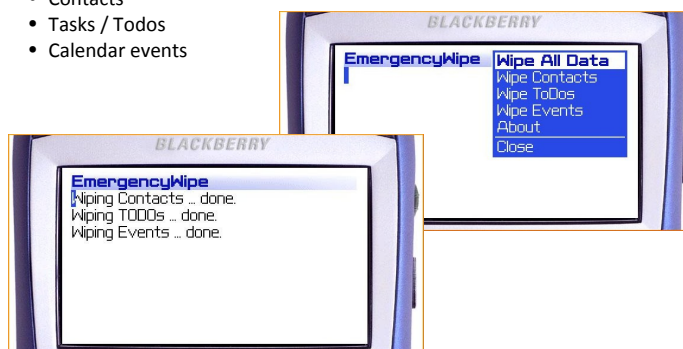 • Contacts
• Tasks / Todos
• Calendar events
BLACKBERRY
EmergencyWipe
Wipe All Data
Wipe Contacts
Wipe ToDos
Wipe Events
About
Close
BLACKBERRY
EmergencyWipe
Wiping Contacts ... done.
Wiping TODOs ... done.
Wiping Events ... done.